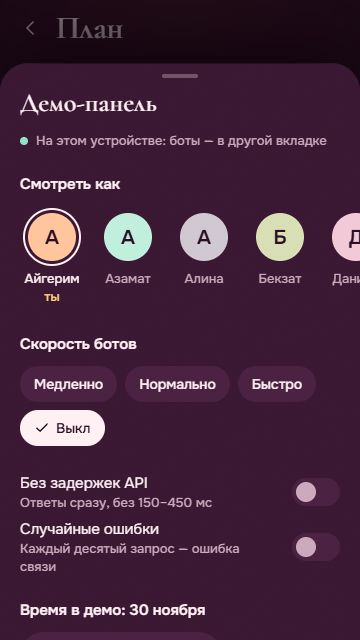 План
Демо-панель
На этом устройстве: боты — в другой вкладке
Смотреть как
А А А Б Д
Айгерим Азамат Алина Бекзат Дани
ты
Скорость ботов
Медленно Нормально Быстро
Выкл
Без задержек API
Ответы сразу, без 150–450 мс
Случайные ошибки
Каждый десятый запрос — ошибка
связи
Время в демо: 30 ноября